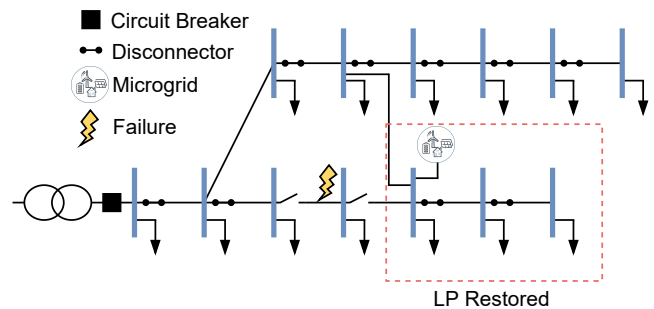 Circuit Breaker
Disconnector
Microgrid
Failure
LP Restored